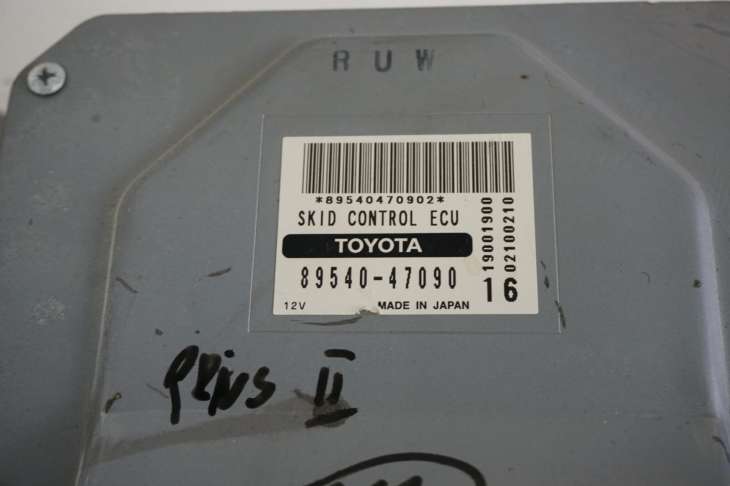 RUW
*89540470902*
SKID CONTROL ECU
TOYOTA
89540-47090
12V MADE IN JAPAN
19001900
02100210
16
PRiUS II